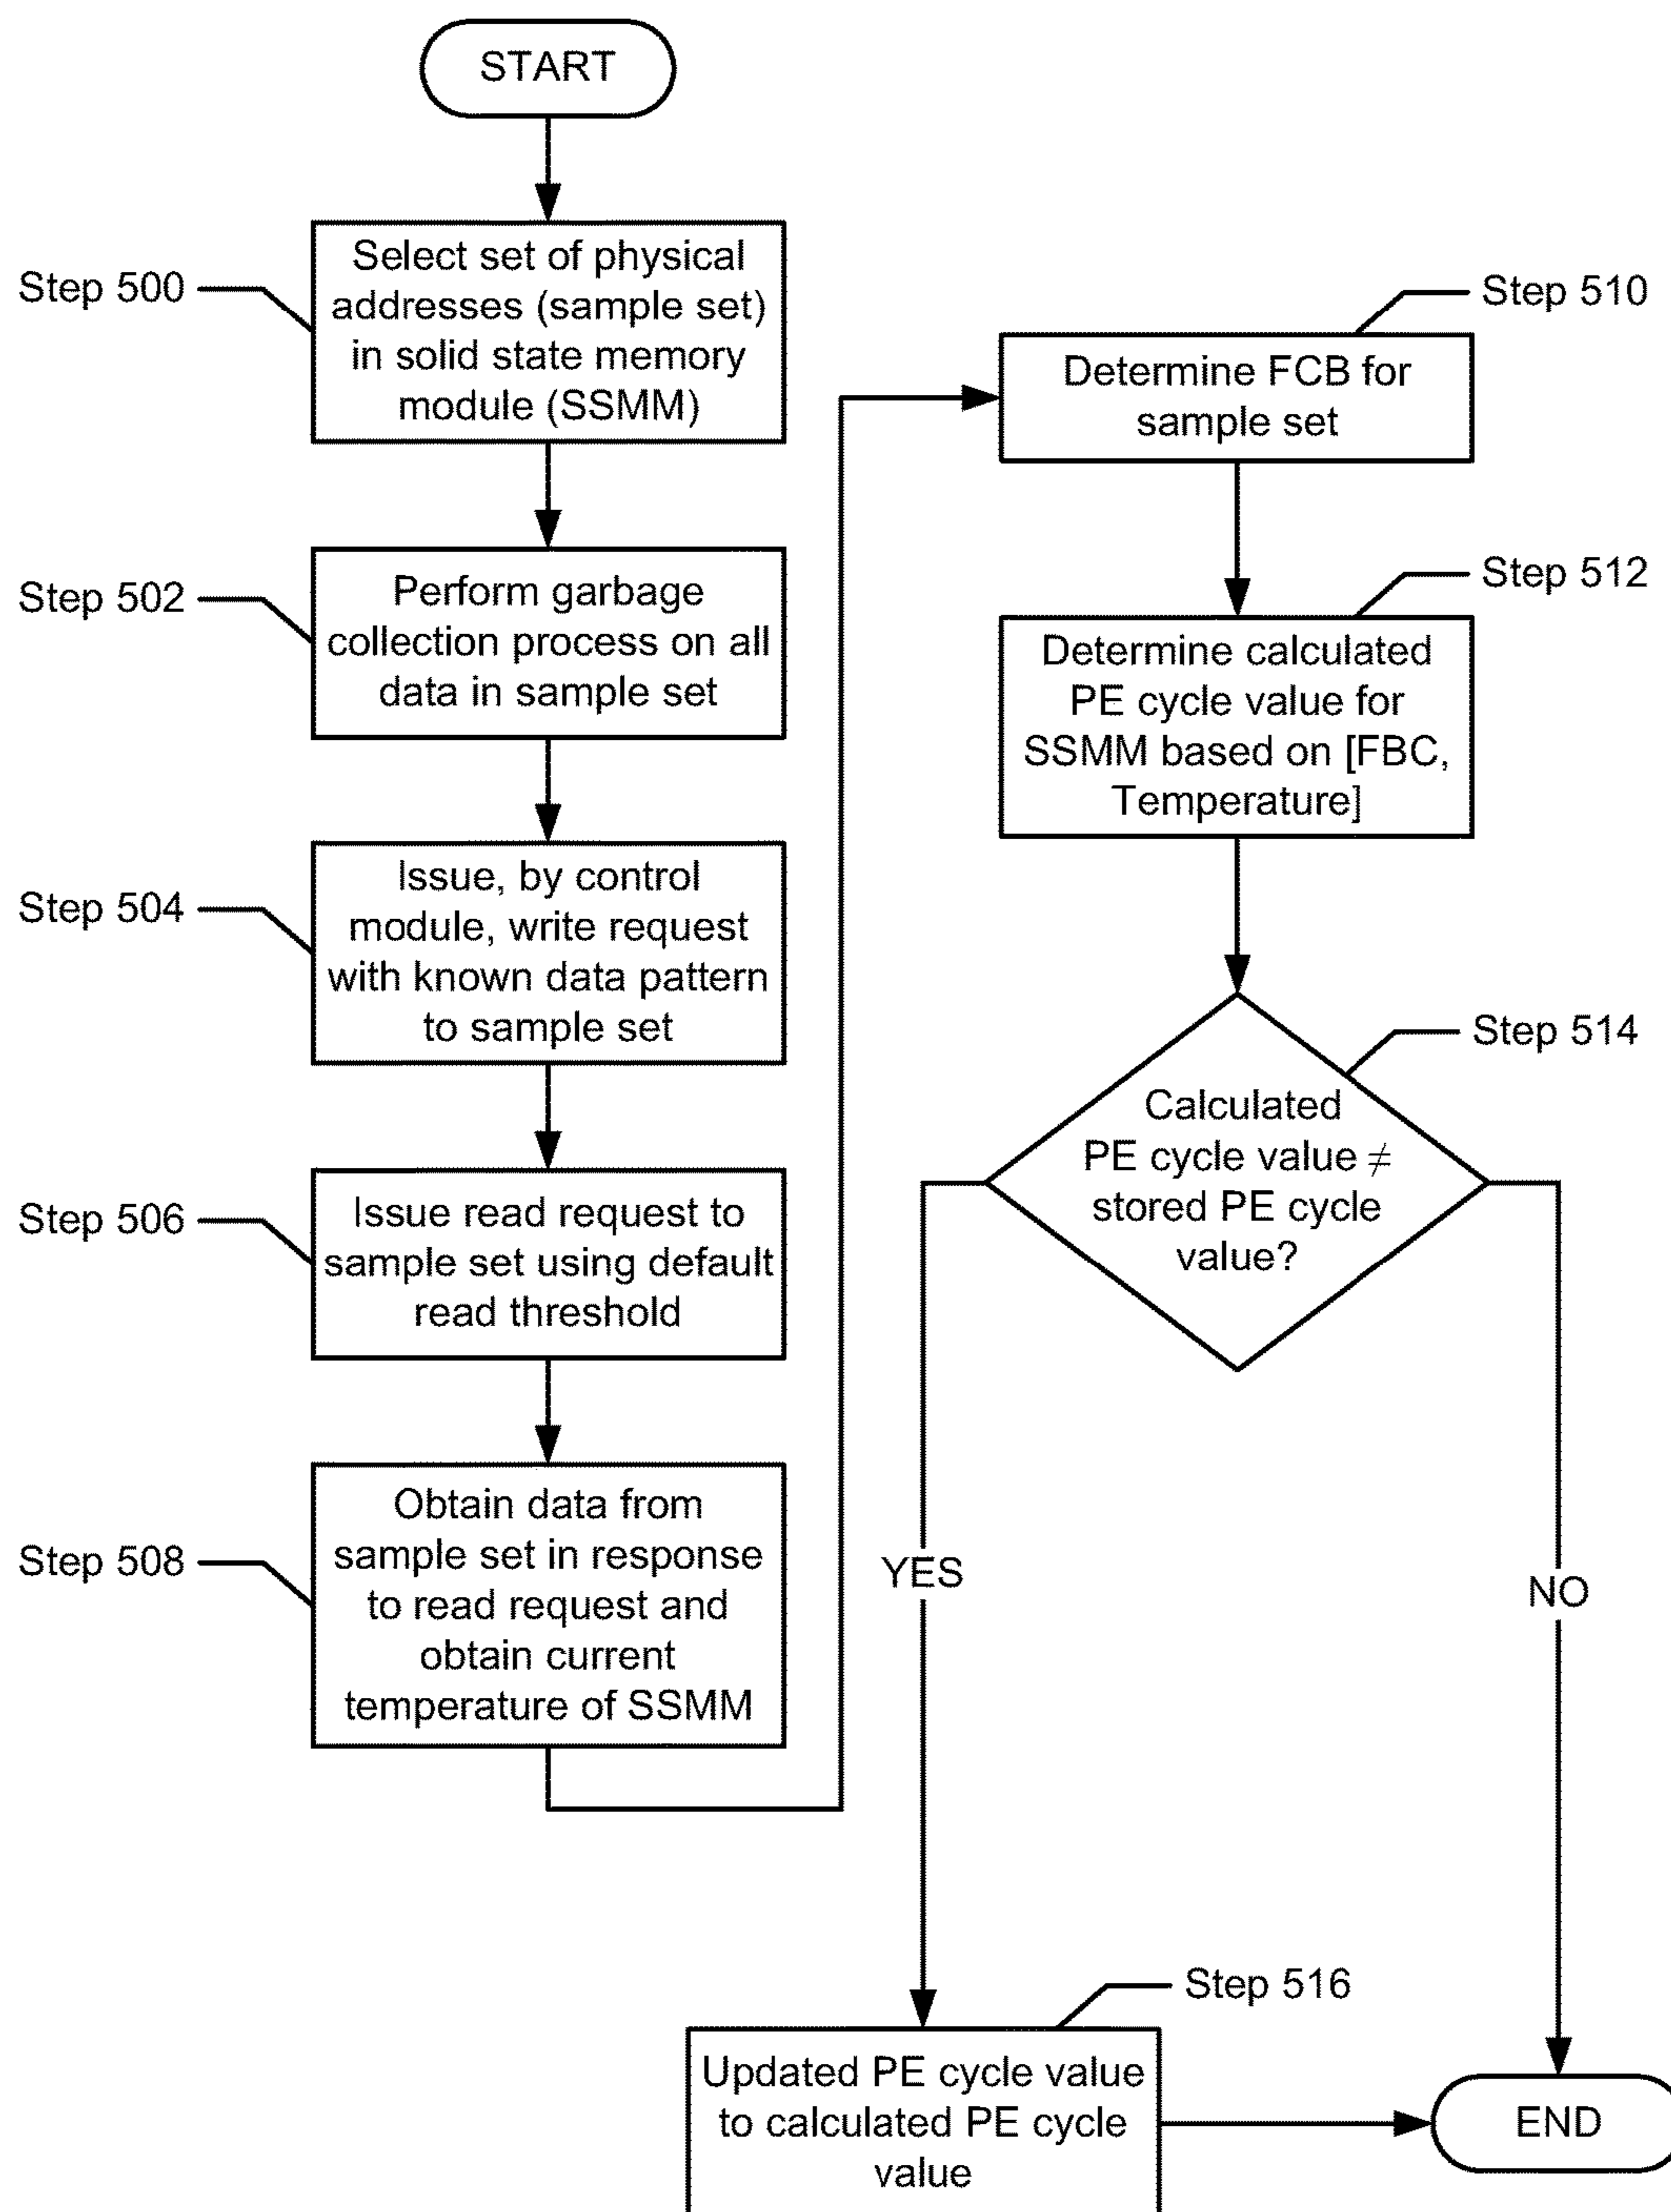 START
Step 500
Select set of physical
addresses (sample set)
in solid state memory
module (SSMM)
Step 502
Perform garbage
collection process on all
data in sample set
Step 504
Issue, by control
module, write request
with known data pattern
to sample set
Step 506
Issue read request to
sample set using default
read threshold
Step 508
Obtain data from
sample set in response
to read request and
obtain current
temperature of SSMM
Step 510
Determine FCB for
sample set
Step 512
Determine calculated
PE cycle value for
SSMM based on [FBC,
Temperature]
Step 514
Calculated
PE cycle value ≠
stored PE cycle
value?
YES
NO
Step 516
Updated PE cycle value
to calculated PE cycle
value
END